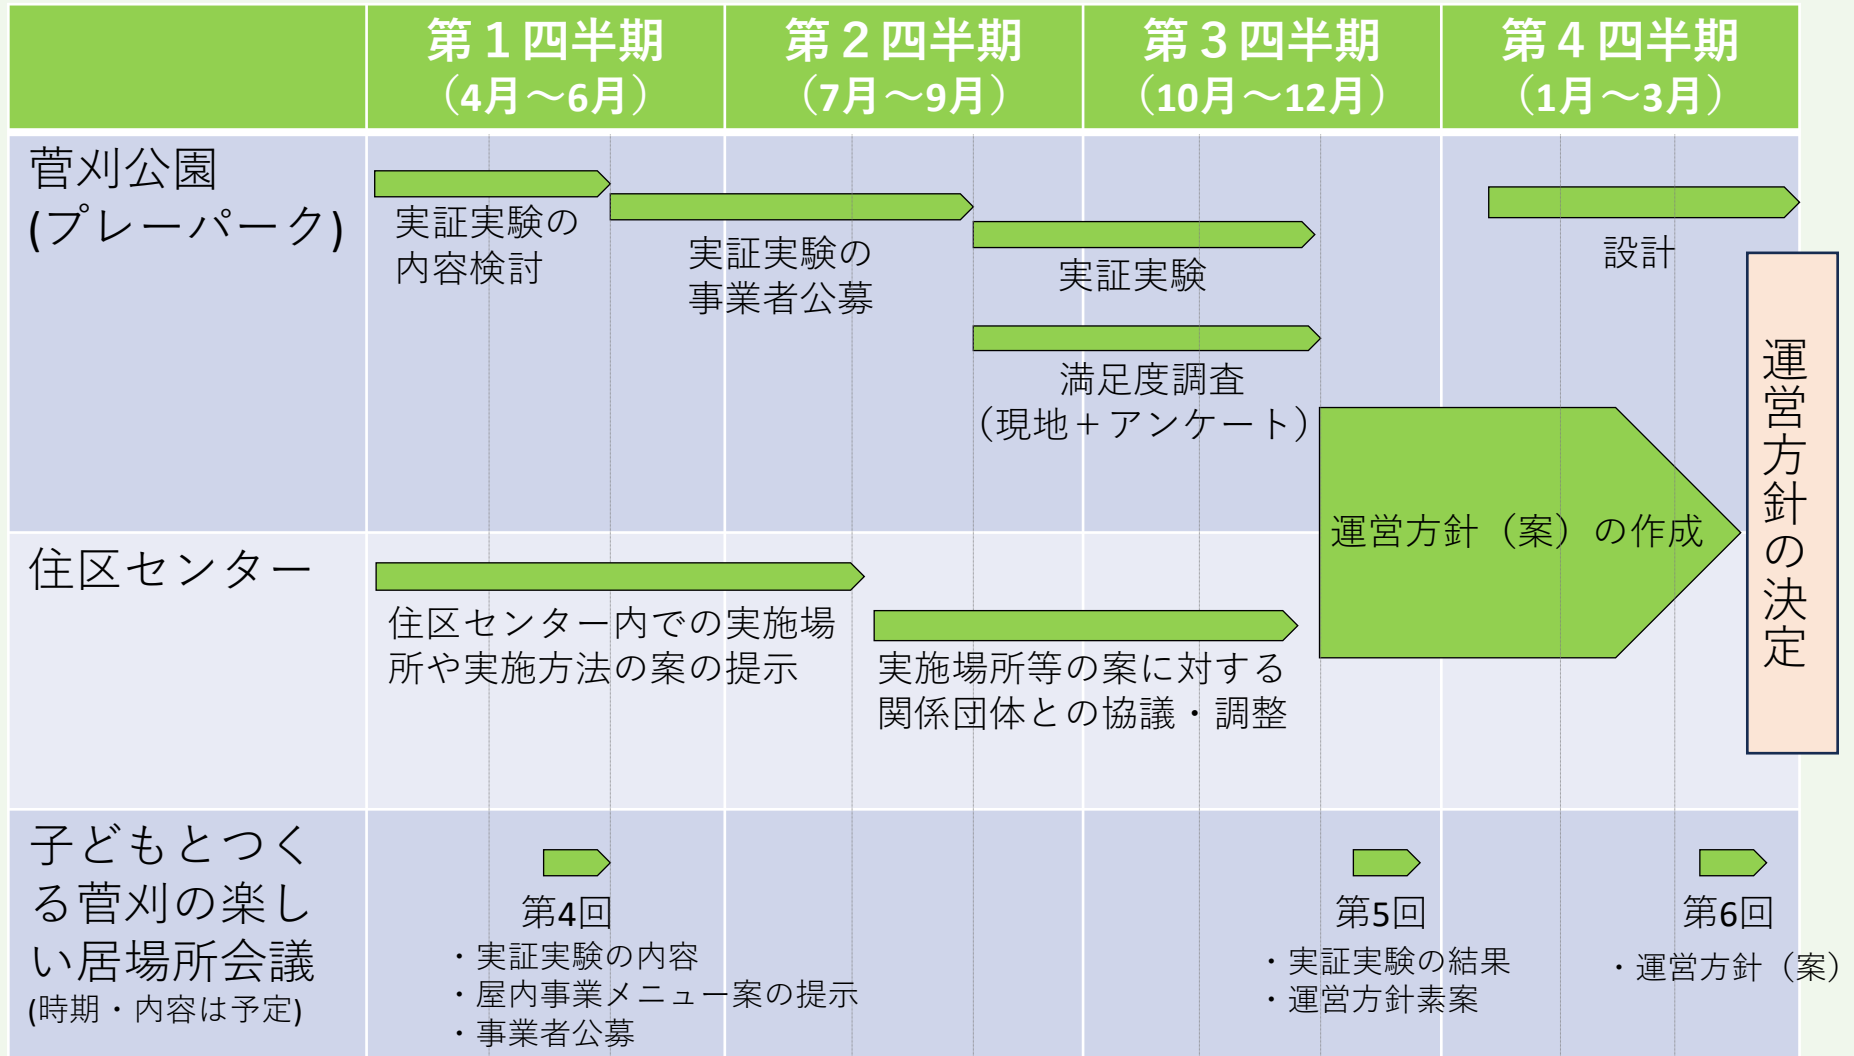 第１四半期
（4月～6月）
第２四半期
（7月～9月）
第３四半期
（10月～12月）
第４四半期
（1月～3月）
菅刈公園
(プレーパーク)
実証実験の
内容検討
実証実験の
事業者公募
実証実験
満足度調査
（現地＋アンケート）
設計
運営方針（案）の作成
運営方針の決定
住区センター
住区センター内での実施場
所や実施方法の案の提示
実施場所等の案に対する
関係団体との協議・調整
子どもとつく
る菅刈の楽し
い居場所会議
(時期・内容は予定)
第4回
・実証実験の内容
・屋内事業メニュー案の提示
・事業者公募
第5回
・実証実験の結果
・運営方針素案
第6回
・運営方針（案）